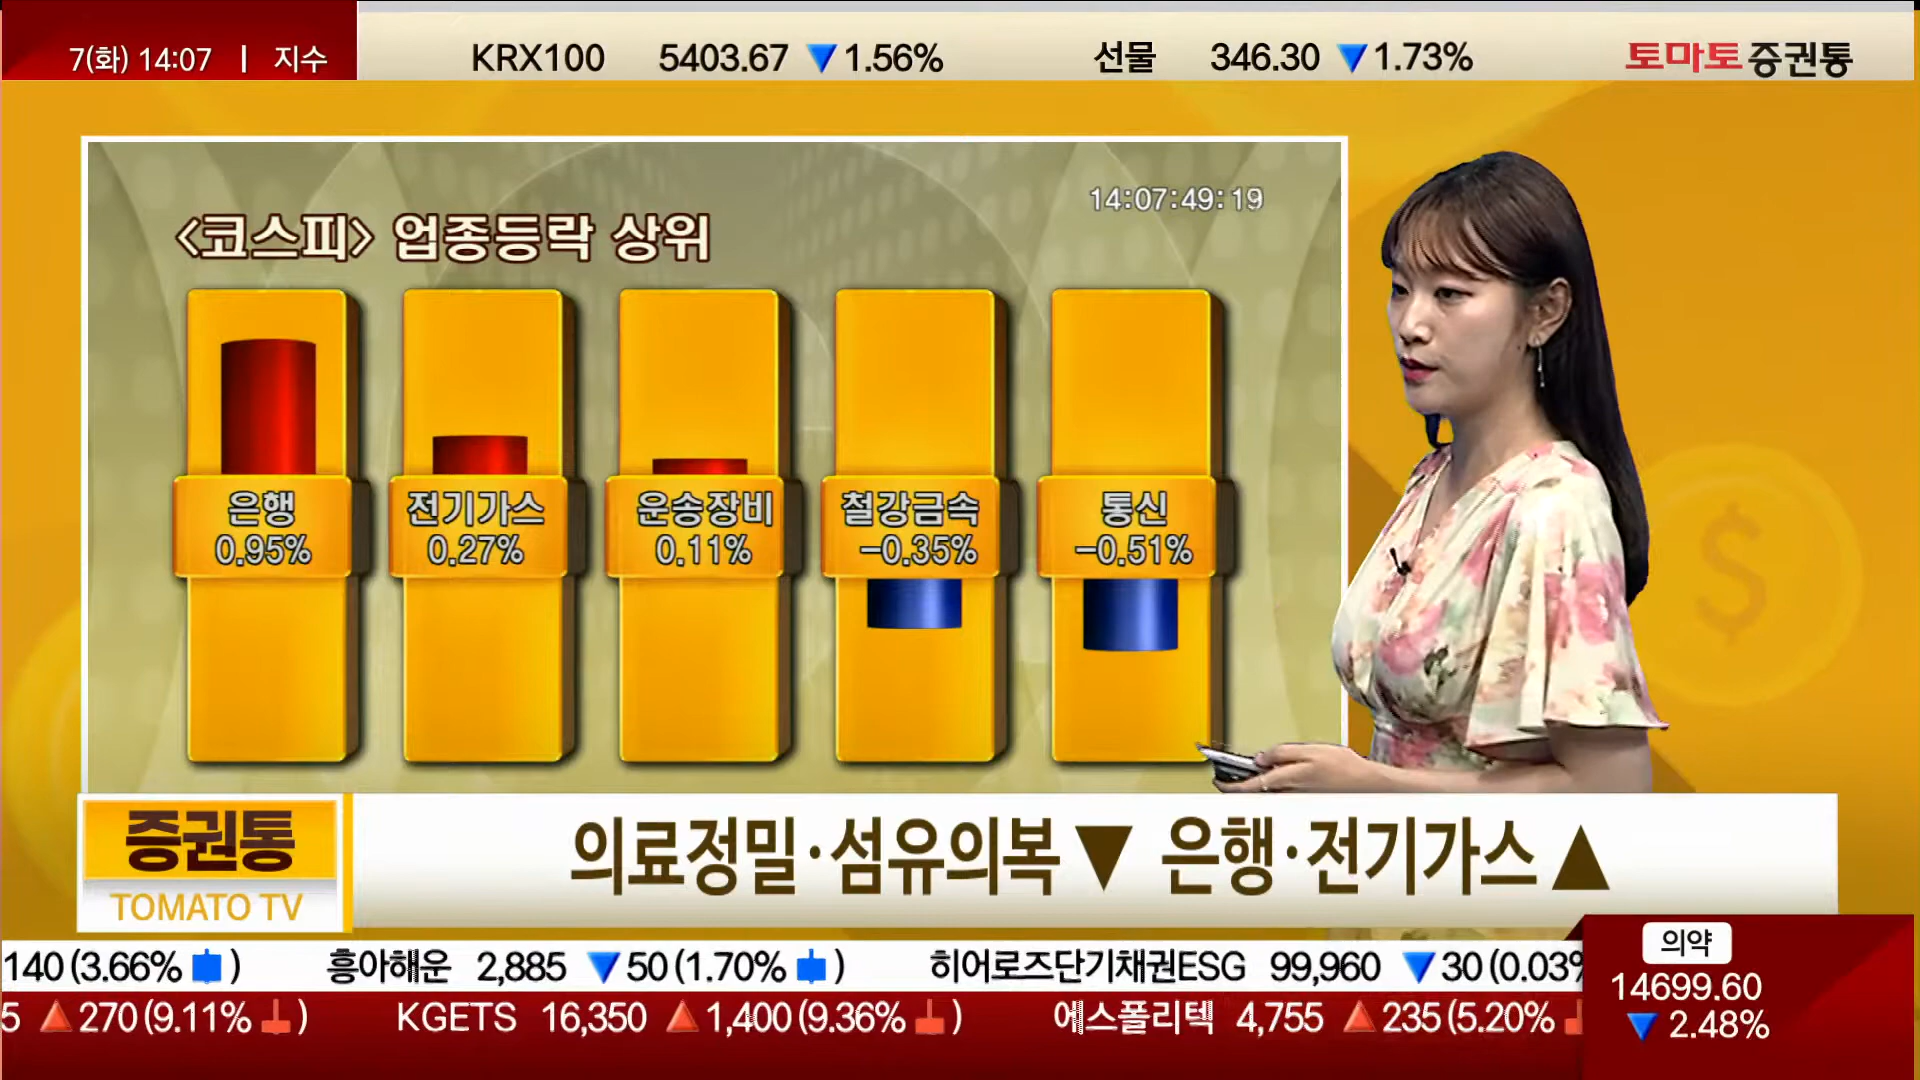 7(화) 14:07 | 지수
KRX100 5403.67 ▼1.56% 선물 346.30 ▼1.73%
토마토증권통
14:07:49:19
<코스피> 업종등락 상위
은행 0.95%
전기가스 0.27%
운송장비 0.11%
철강금속 -0.35%
통신 -0.51%
증권통
TOMATO TV
의료정밀·섬유의복▼ 은행·전기가스▲
140(3.66% ) 흥아해운 2,885 ▼50(1.70% ) 히어로즈단기채권ESG 99,960 ▼30(0.03%
5 ▲270(9.11% ) KGETS 16,350 ▲1,400(9.36% ) 에스폴리텍 4,755 ▲235(5.20%
의약
14699.60
▼ 2.48%